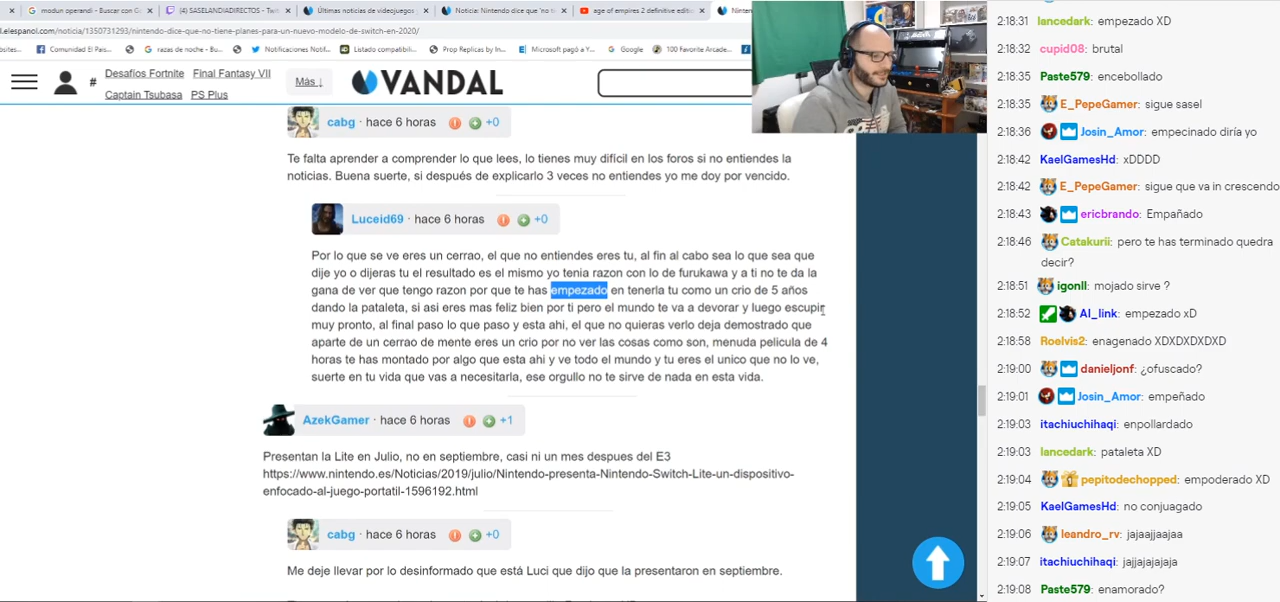 modun operandi - Buscar con G
(4) SASELANDIADIRECTOS - Twit
Últimas noticias de videojuegos
Noticia: Nintendo dice que 'no t
age of empires 2 definitive editi
Ninten
l.elespanol.com/noticia/1350731293/nintendo-dice-que-no-tiene-planes-para-un-nuevo-modelo-de-switch-en-2020/
Comunidad El Pais...
razas de noche - Bu...
Notificaciones Notif...
Listado compatibili...
Prop Replicas by In...
Microsoft pagó a Y...
Google
100 Favorite Arcade...
# Desafíos Fortnite Final Fantasy VII
Captain Tsubasa PS Plus
Más ↓
VANDAL
cabg · hace 6 horas +0
Te falta aprender a comprender lo que lees, lo tienes muy difícil en los foros si no entiendes la
noticias. Buena suerte, si después de explicarlo 3 veces no entiendes yo me doy por vencido.
Luceid69 · hace 6 horas +0
Por lo que se ve eres un cerrao, el que no entiendes eres tu, al fin al cabo sea lo que sea que
dije yo o dijeras tu el resultado es el mismo yo tenia razon con lo de furukawa y a ti no te da la
gana de ver que tengo razon por que te has empezado en tenerla tu como un crio de 5 años
dando la pataleta, si asi eres mas feliz bien por ti pero el mundo te va a devorar y luego escupir
muy pronto, al final paso lo que paso y esta ahi, el que no quieras verlo deja demostrado que
aparte de un cerrao de mente eres un crio por no ver las cosas como son, menuda pelicula de 4
horas te has montado por algo que esta ahi y ve todo el mundo y tu eres el unico que no lo ve,
suerte en tu vida que vas a necesitarla, ese orgullo no te sirve de nada en esta vida.
AzekGamer · hace 6 horas +1
Presentan la Lite en Julio, no en septiembre, casi ni un mes despues del E3
https://www.nintendo.es/Noticias/2019/julio/Nintendo-presenta-Nintendo-Switch-Lite-un-dispositivo-
enfocado-al-juego-portatil-1596192.html
cabg · hace 6 horas +0
Me deje llevar por lo desinformado que está Luci que dijo que la presentaron en septiembre.
2:18:31 lancedark: empezado XD
2:18:32 cupid08: brutal
2:18:35 Paste579: encebollado
2:18:35 E_PepeGamer: sigue sasel
2:18:36 Josin_Amor: empecinado diría yo
2:18:42 KaelGamesHd: xDDDD
2:18:42 E_PepeGamer: sigue que va in crescendo
2:18:43 ericbrando: Empañado
2:18:46 Catakurii: pero te has terminado quedra
decir?
2:18:51 igonll: mojado sirve ?
2:18:52 Al_link: empezado xD
2:18:58 Roelvis2: enagenado XDXDXDXDXD
2:19:00 danieljonf: ¿ofuscado?
2:19:01 Josin_Amor: empeñado
2:19:03 itachiuchihaqi: enpollardado
2:19:03 lancedark: pataleta XD
2:19:04 pepitodechopped: empoderado XD
2:19:05 KaelGamesHd: no conjuagado
2:19:06 leandro_rv: jajaajjaajaa
2:19:07 itachiuchihaqi: jajjajajajaja
2:19:08 Paste579: enamorado?